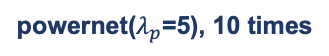 powernet(λp=5), 10 times